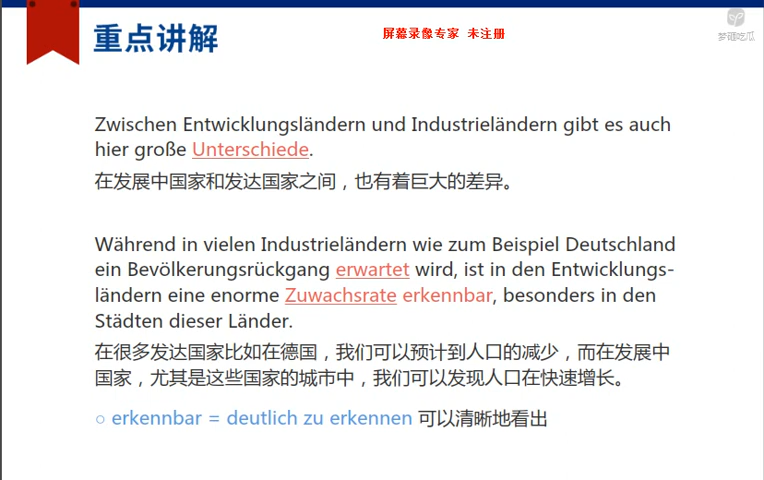 重点讲解
屏幕录像专家 未注册
梦砸吃瓜
Zwischen Entwicklungsländern und Industrieländern gibt es auch
hier große Unterschiede.
在发展中国家和发达国家之间，也有着巨大的差异。
Während in vielen Industrieländern wie zum Beispiel Deutschland
ein Bevölkerungsrückgang erwartet wird, ist in den Entwicklungs-
ländern eine enorme Zuwachsrate erkennbar, besonders in den
Städten dieser Länder.
在很多发达国家比如在德国，我们可以预计到人口的减少，而在发展中
国家，尤其是这些国家的城市中，我们可以发现人口在快速增长。
○ erkennbar = deutlich zu erkennen 可以清晰地看出